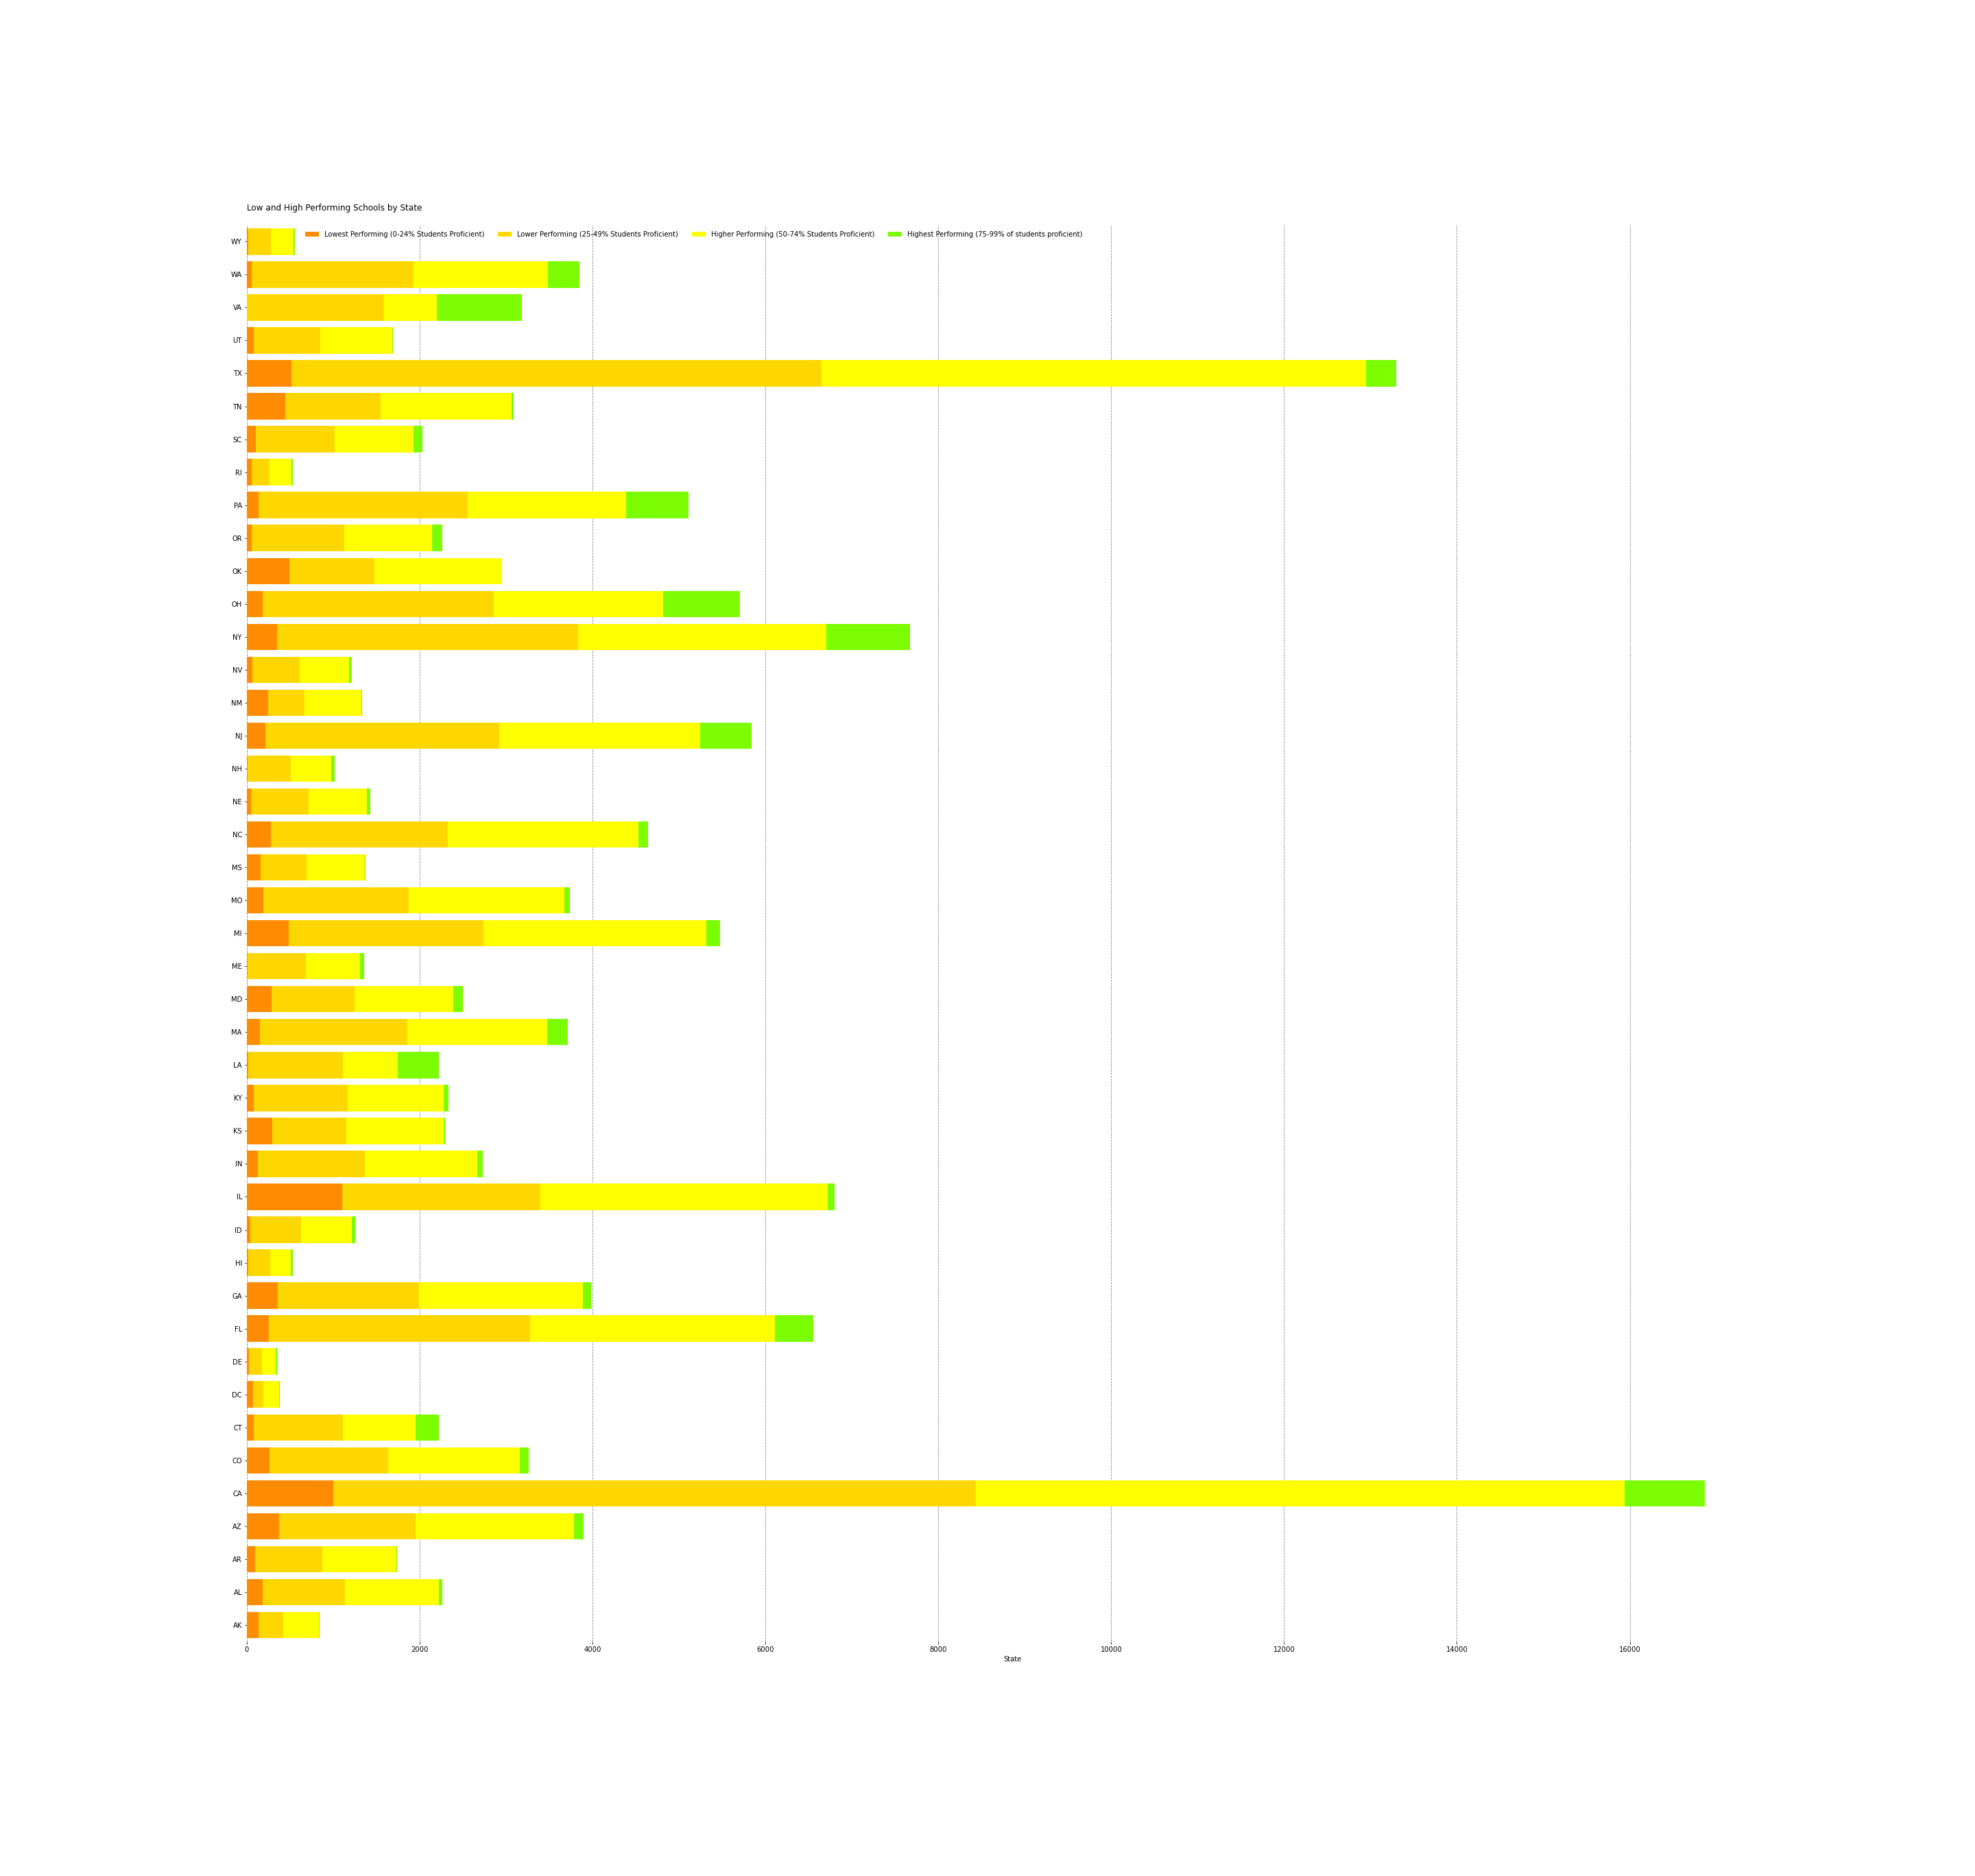 Low and High Performing Schools by State
Lowest Performing (0-24% Students Proficient) Lower Performing (25-49% Students Proficient) Higher Performing (50-74% Students Proficient) Highest Performing (75-99% of students proficient)
WY
WA
VA
UT
TX
TN
SC
RI
PA
OR
OK
OH
NY
NV
NM
NJ
NH
NE
NC
MS
MO
MI
ME
MD
MA
LA
KY
KS
IN
IL
ID
HI
GA
FL
DE
DC
CT
CO
CA
AZ
AR
AL
AK
0 2000 4000 6000 8000 10000 12000 14000 16000
State